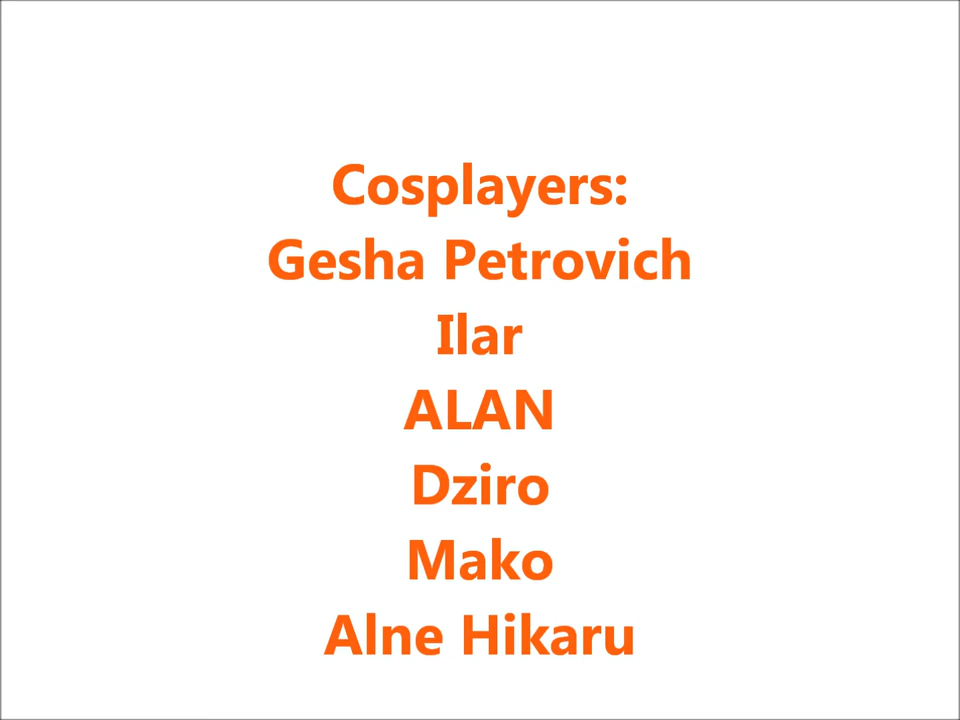 Cosplayers:
Gesha Petrovich
Ilar
ALAN
Dziro
Mako
Alne Hikaru